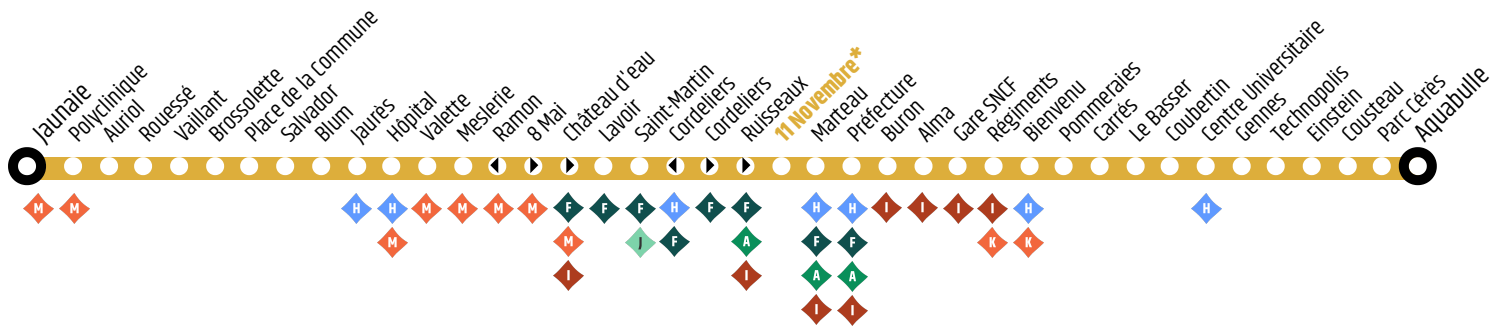 Jaunaie
Polyclinique
Auriol
Rouessé
Vaillant
Brossolette
Place de la Commune
Salvador
Blum
Jaurès
Hôpital
Valette
Meslerie
Ramon
8 Mai
Château d'eau
Lavoir
Saint-Martin
Cordeliers
Cordeliers
Ruisseaux
11 Novembre*
Marteau
Préfecture
Buron
Alma
Gare SNCF
Régiments
Bienvenu
Pommeraies
Carrés
Le Basser
Coubertin
Centre Universitaire
Gennes
Technopolis
Einstein
Cousteau
Parc Cérès
Aquabulle
M M H H M M M M F F F H F F H H I I I I H H
M J F A F F K K
I I A A
I I